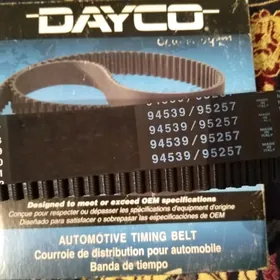 DAYCO
94539/95257
94539/95257
94539/95257
94539/95257
Designed to meet or exceed OEM specifications
Conçue pour respecter ou dépasser les spécifications d'équipement d'origine
Diseñado para satisfacer o sobrepasar las especificaciónes de OEM
AUTOMOTIVE TIMING BELT
Courroie de distribution pour automobile
Banda de tiempo